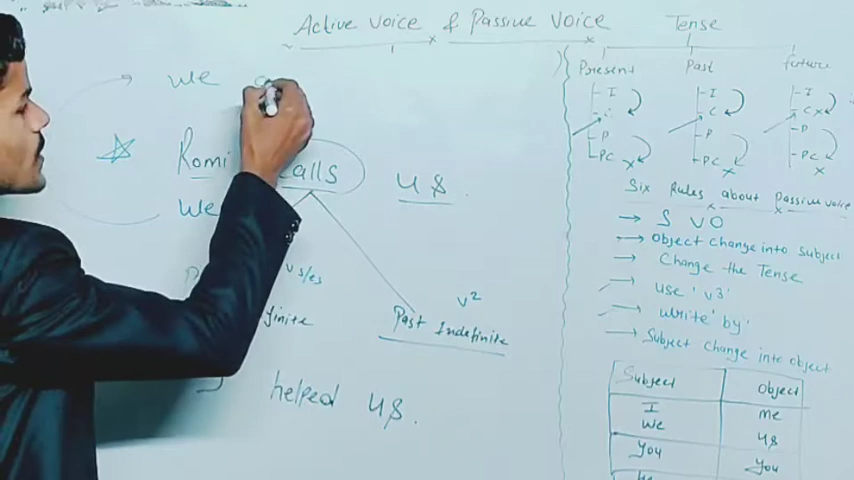 Active voice & Passive voice
Tense
Present Past future
I I I
C C
P P P
PC PC PC
we
Romi calls us.
we
vs/es
v2
finite
Past Indefinite
helped us.
Six Rules about Passive voice
S V O
Object change into Subject
Change the Tense
use 'v3'
write 'by'
Subject change into object
Subject Object
I me
we us
You You
he